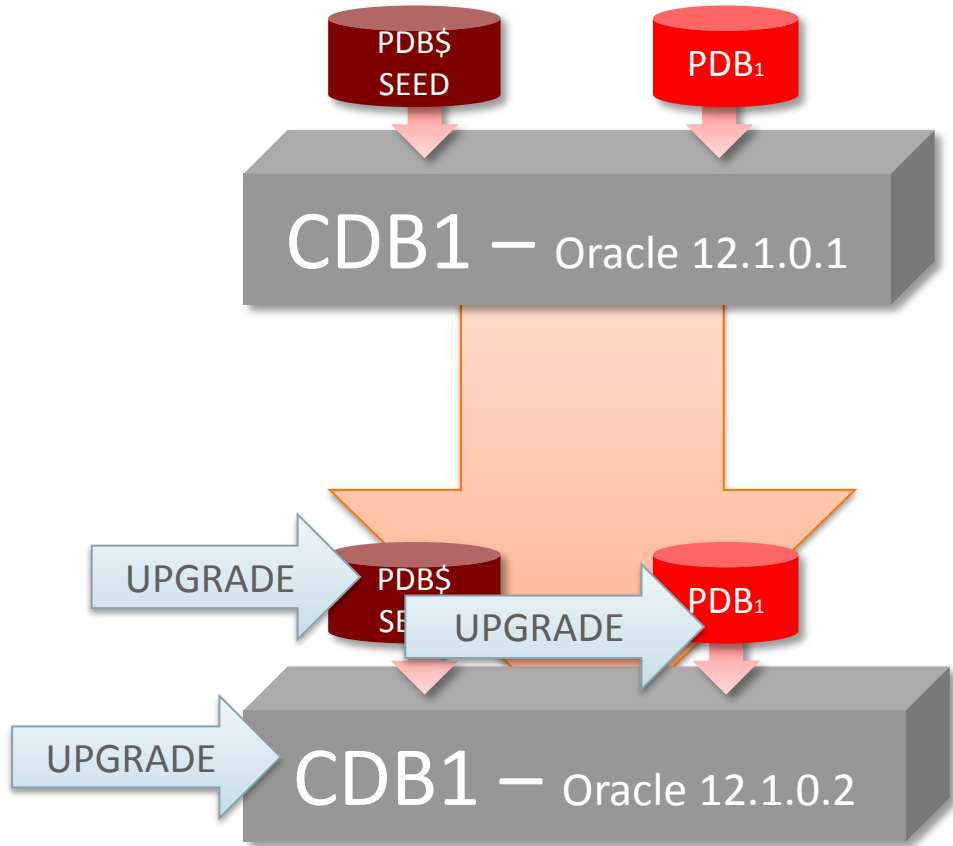 PDB$
SEED
PDB₁
CDB1 – Oracle 12.1.0.1
UPGRADE
PDB$
PDB₁
UPGRADE
UPGRADE
CDB1 – Oracle 12.1.0.2